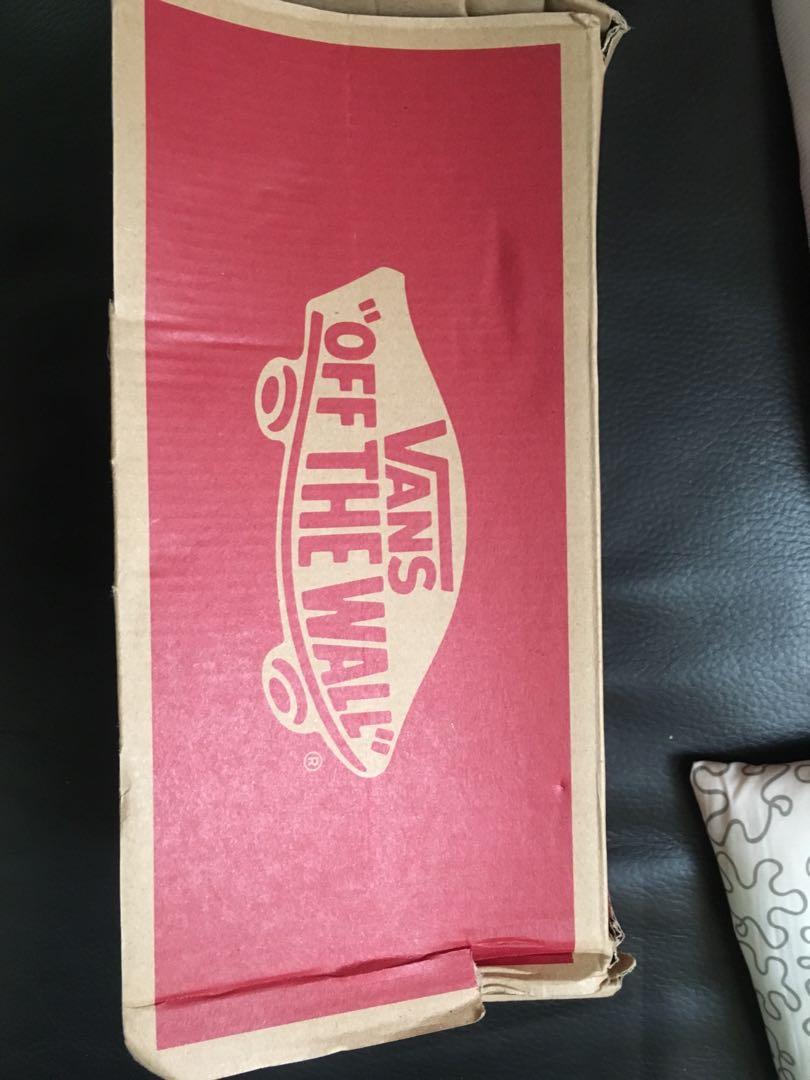 VANS
"OFF THE WALL"
®